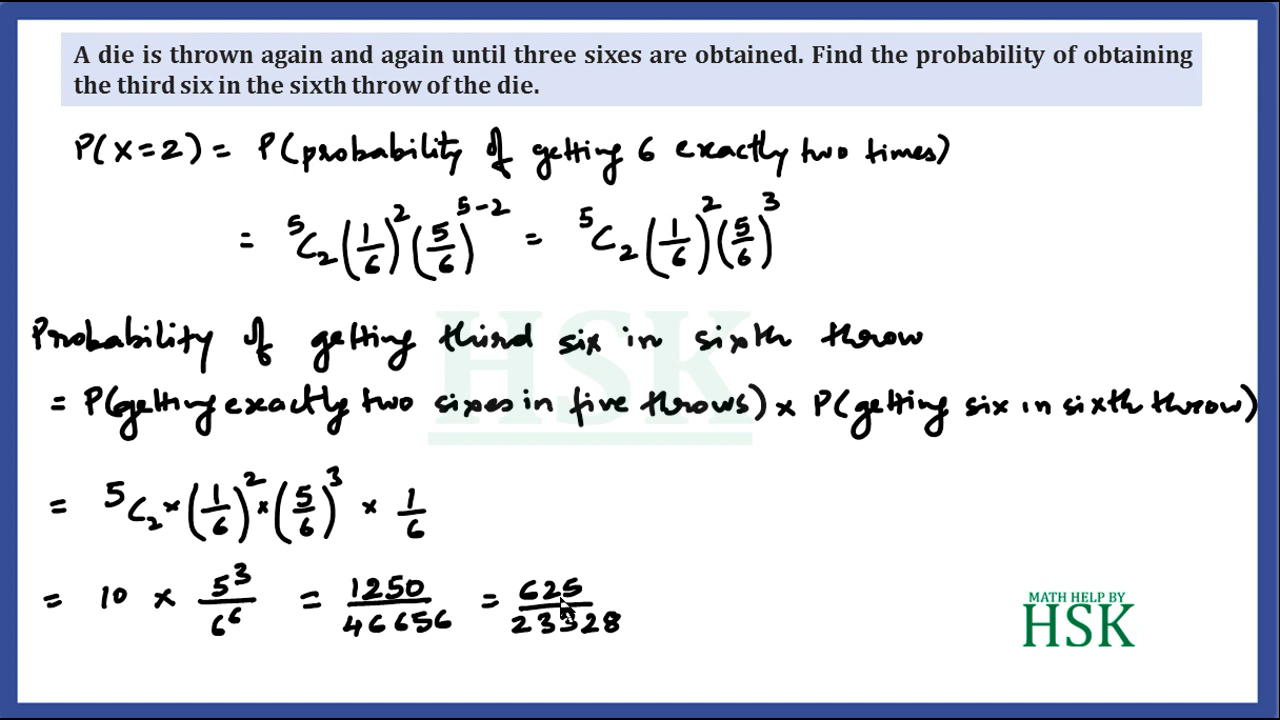 A die is thrown again and again until three sixes are obtained. Find the probability of obtaining
the third six in the sixth throw of the die.
P(X=2) = P(probability of getting 6 exactly two times)
= ⁵C₂ (1/6)² (5/6)⁵⁻² = ⁵C₂ (1/6)² (5/6)³
HSK
Probability of getting third six in sixth throw
= P(getting exactly two sixes in five throws) × P(getting six in sixth throw)
= ⁵C₂ × (1/6)² × (5/6)³ × 1/6
= 10 × 5³/6⁶ = 1250/46656 = 625/23328
MATH HELP BY
HSK